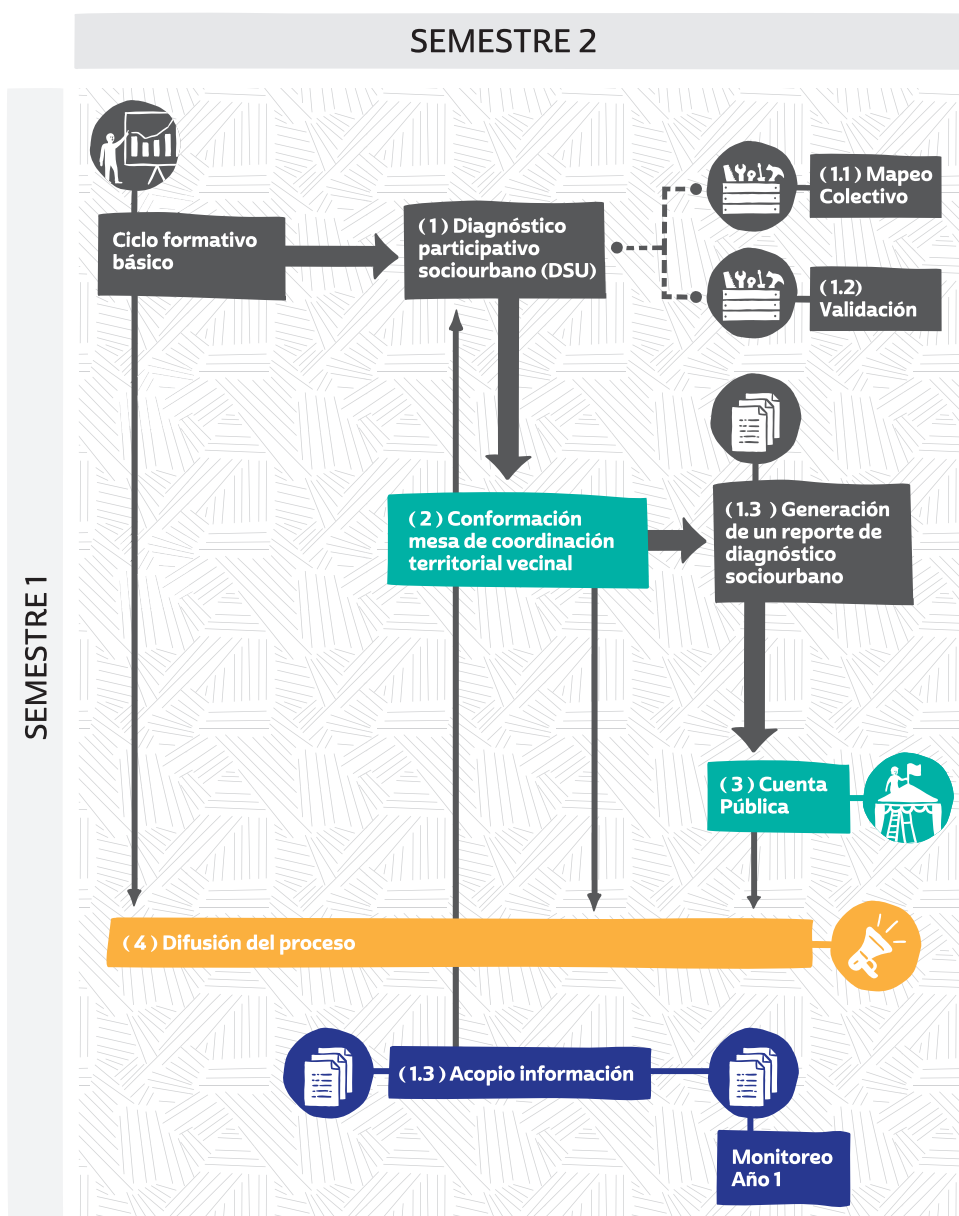 SEMESTRE 2
SEMESTRE 1
Ciclo formativo
básico
(1) Diagnóstico
participativo
sociourbano (DSU)
(1.1) Mapeo
Colectivo
(1.2)
Validación
(2) Conformación
mesa de coordinación
territorial vecinal
(1.3 ) Generación
de un reporte de
diagnóstico
sociourbano
(3) Cuenta
Pública
(4) Difusión del proceso
(1.3) Acopio información
Monitoreo
Año 1